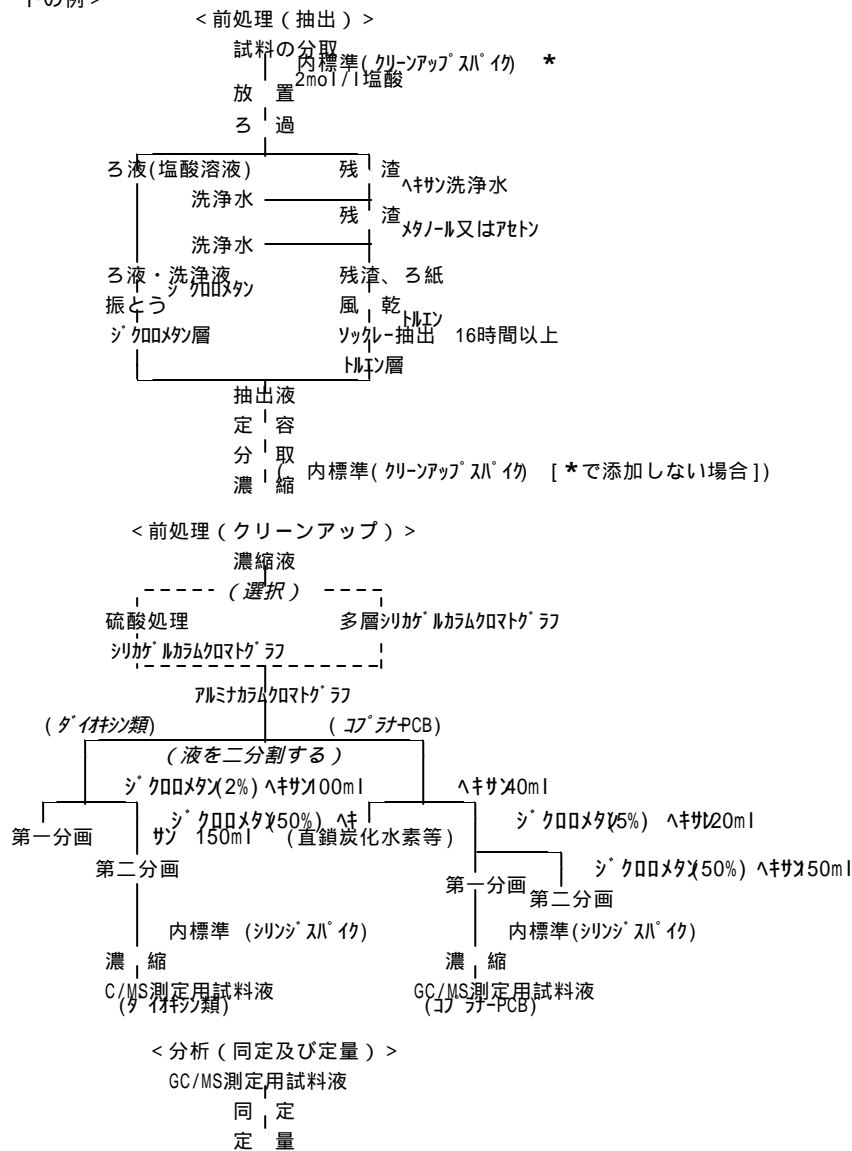 トの例>
<前処理(抽出)>
試料の分取
内標準(クリーンアップスパイク) *
2mol/l塩酸
放 置
ろ 過
ろ液(塩酸溶液) 残 渣
ヘキサン洗浄水
洗浄水
残 渣
メタノール又はアセトン
洗浄水
ろ液・洗浄液 残渣、ろ紙
ジクロロメタン
振とう 風 乾
トルエン
ジクロロメタン層 ソックレー抽出 16時間以上
トルエン層
抽出液
定 容
分 取
( 内標準(クリーンアップスパイク) [*で添加しない場合])
濃 縮
<前処理(クリーンアップ)>
濃縮液
(選択)
硫酸処理 多層シリカゲルカラムクロマトグラフ
シリカゲルカラムクロマトグラフ
アルミナカラムクロマトグラフ
(ダイオキシン類) (コプラナーPCB)
(液を二分割する)
ジクロロメタン(2%)ヘキサン100ml ヘキサン40ml
ジクロロメタン(50%)ヘキ ジクロロメタン(5%) ヘキサン120ml
第一分画 サン 150ml (直鎖炭化水素等)
第二分画 ジクロロメタン(50%)ヘキサン150ml
第一分画
第二分画
内標準 (シリンジスパイク) 内標準(シリンジスパイク)
濃 縮 濃 縮
C/MS測定用試料液 GC/MS測定用試料液
(ダイオキシン類) (コプラナーPCB)
<分析(同定及び定量)>
GC/MS測定用試料液
同 定
定 量